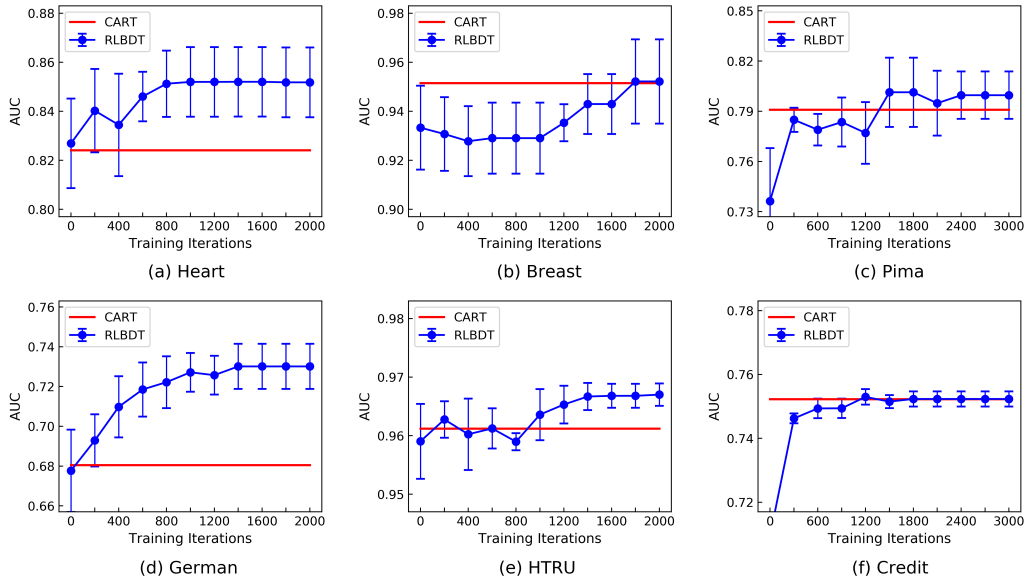 0.88
0.86
0.84
0.82
0.80
AUC
CART
RLBDT
0 400 800 1200 1600 2000
Training Iterations
(a) Heart
0.98
0.96
0.94
0.92
0.90
AUC
CART
RLBDT
0 400 800 1200 1600 2000
Training Iterations
(b) Breast
0.85
0.82
0.79
0.76
0.73
AUC
CART
RLBDT
0 600 1200 1800 2400 3000
Training Iterations
(c) Pima
0.76
0.74
0.72
0.70
0.68
0.66
AUC
CART
RLBDT
0 400 800 1200 1600 2000
Training Iterations
(d) German
0.98
0.97
0.96
0.95
AUC
CART
RLBDT
0 400 800 1200 1600 2000
Training Iterations
(e) HTRU
0.78
0.76
0.74
0.72
AUC
CART
RLBDT
0 600 1200 1800 2400 3000
Training Iterations
(f) Credit